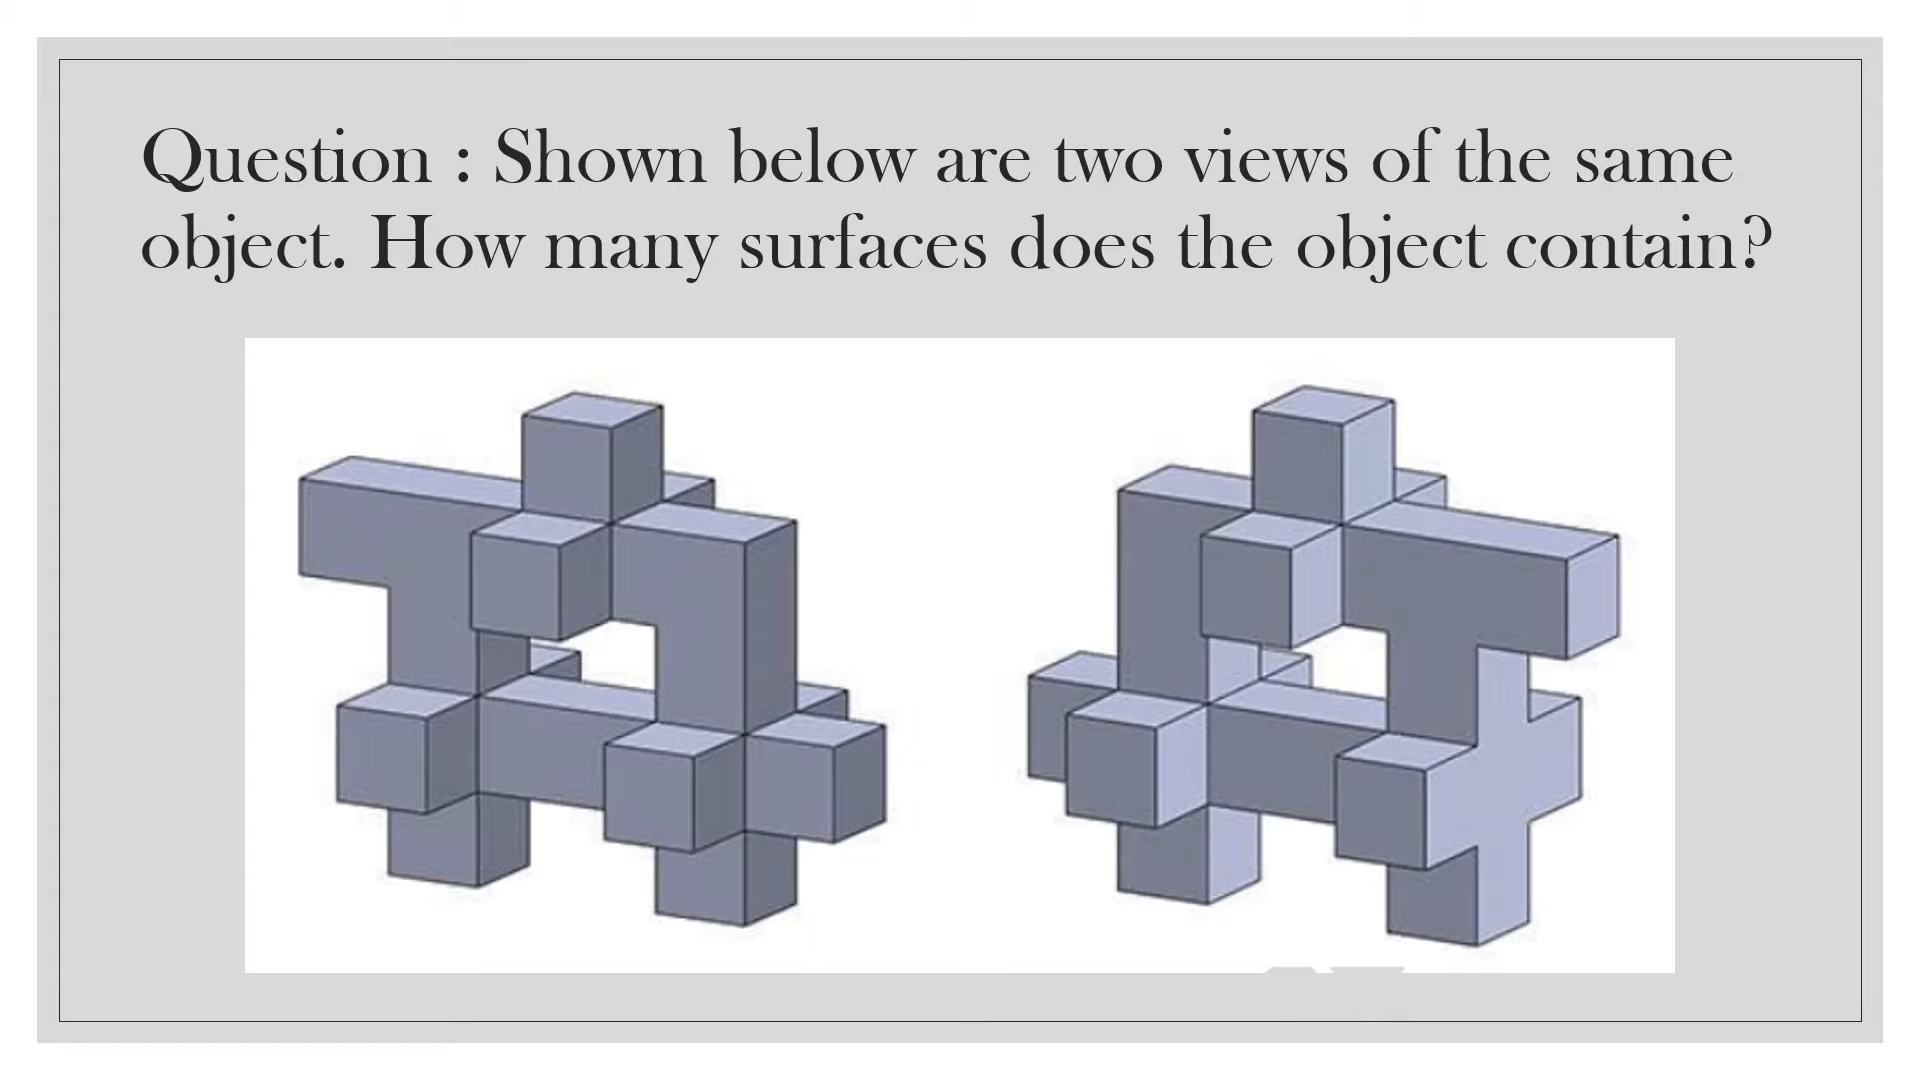 Question : Shown below are two views of the same
object. How many surfaces does the object contain?